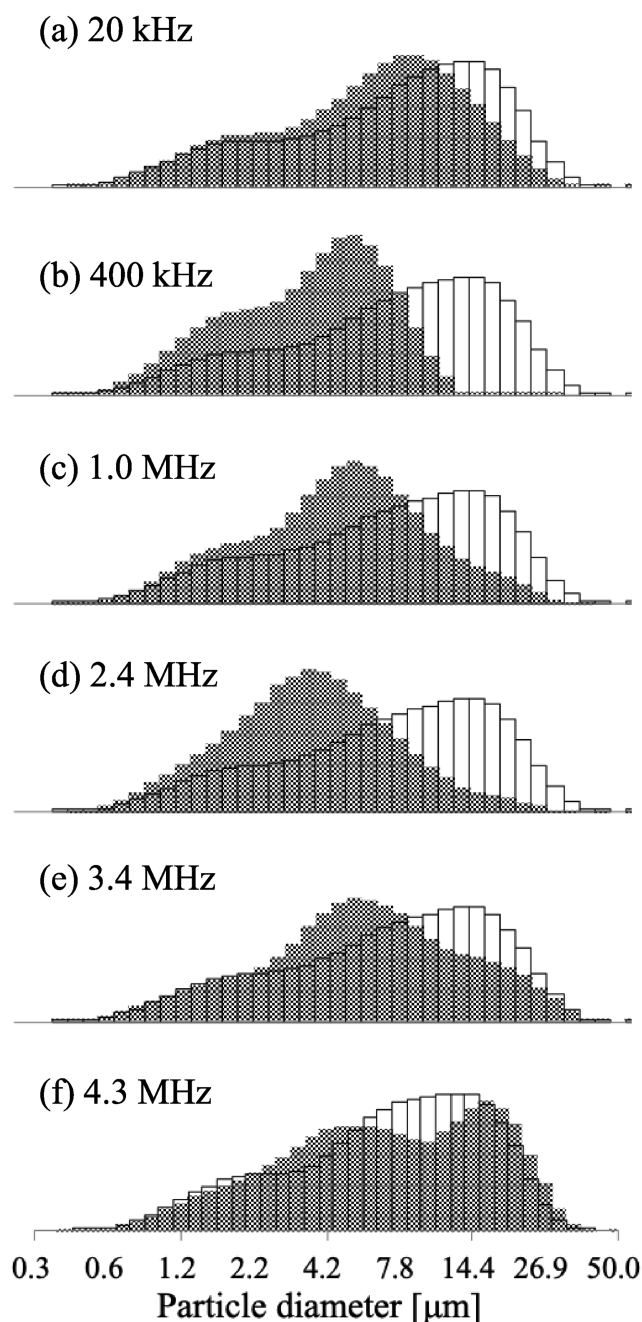 (a) 20 kHz
(b) 400 kHz
(c) 1.0 MHz
(d) 2.4 MHz
(e) 3.4 MHz
(f) 4.3 MHz
0.3 0.6 1.2 2.2 4.2 7.8 14.4 26.9 50.0
Particle diameter [μm]